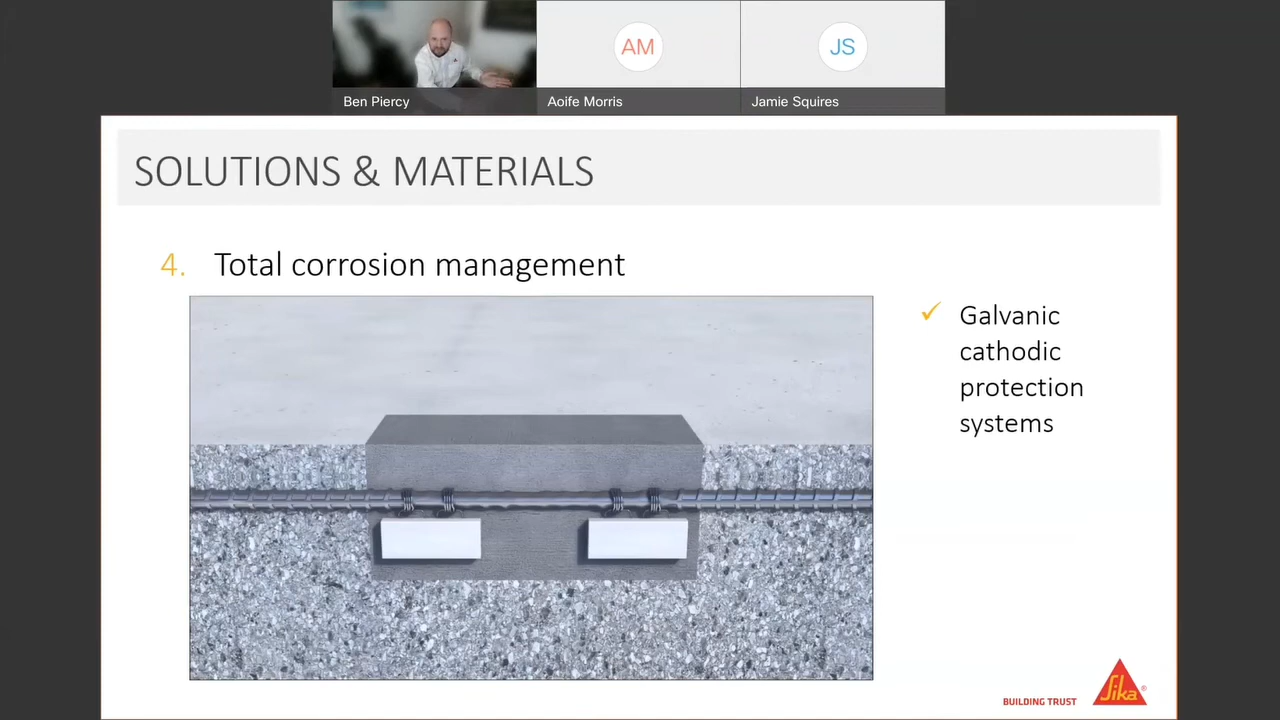 AM
JS
Ben Piercy
Aoife Morris
Jamie Squires
SOLUTIONS & MATERIALS
4. Total corrosion management
✓ Galvanic
cathodic
protection
systems
BUILDING TRUST
Sika®